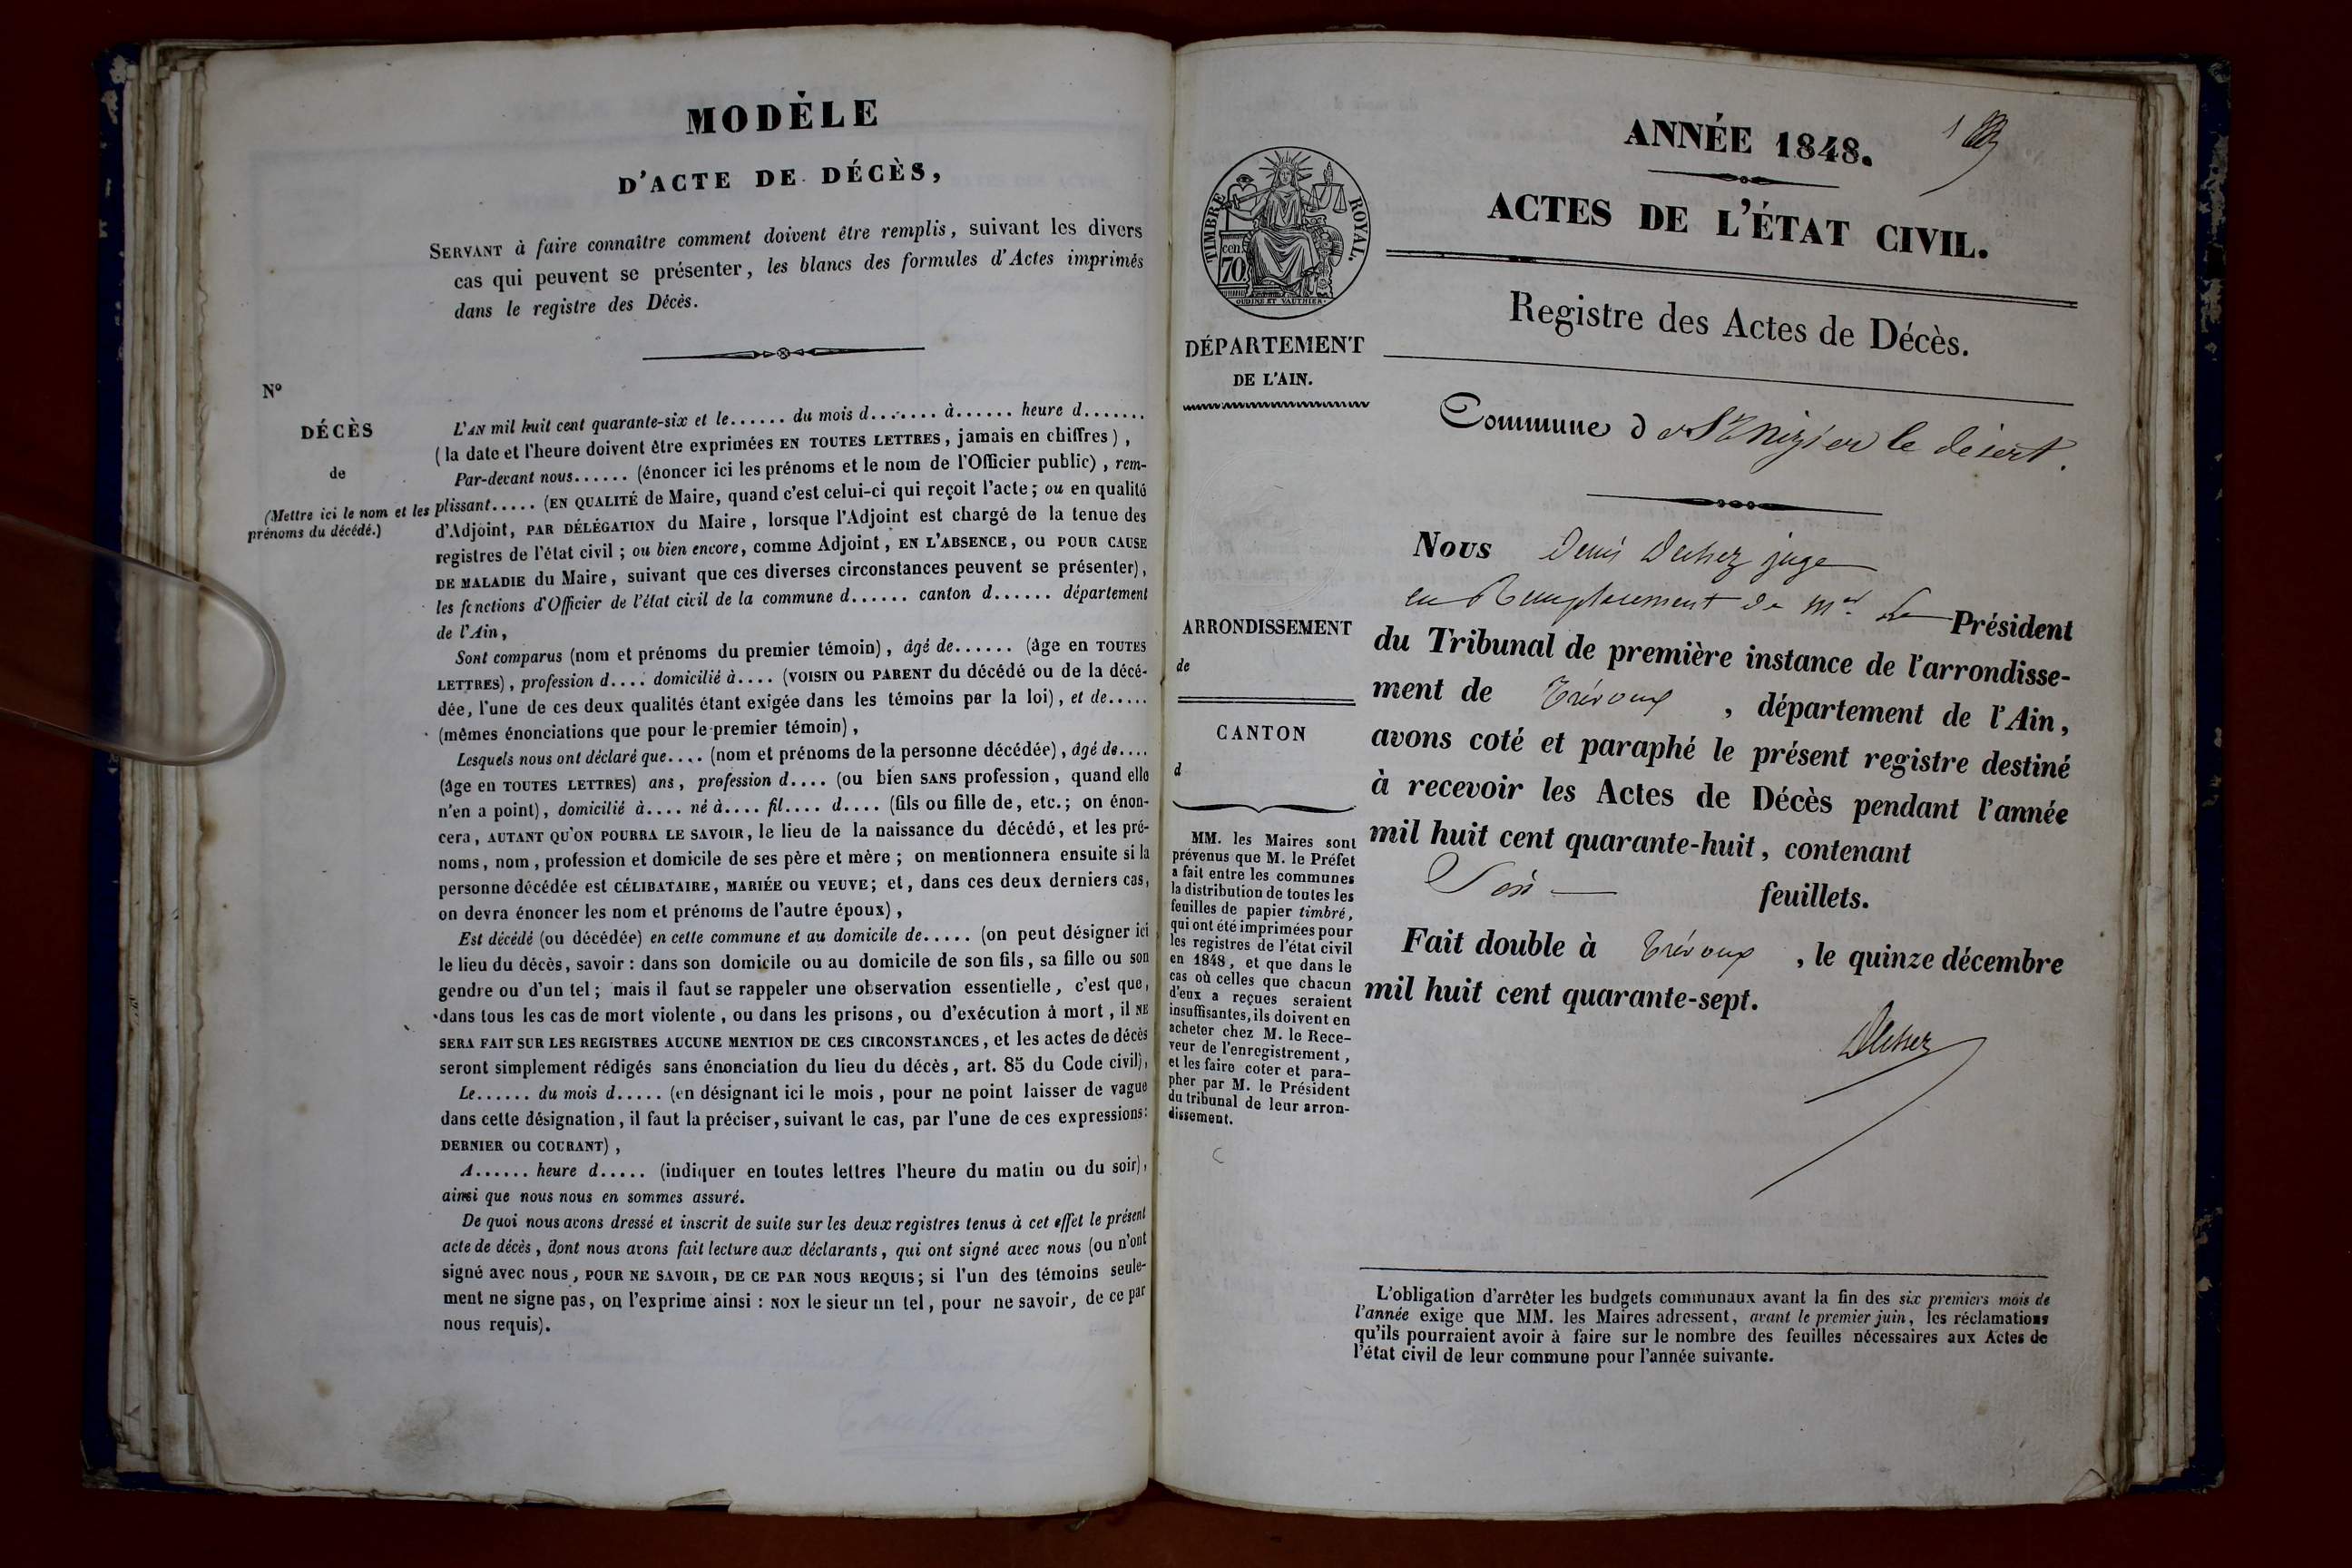 MODÈLE
D'ACTE DE DÉCÈS,
SERVANT à faire connaître comment doivent être remplis, suivant les divers
cas qui peuvent se présenter, les blancs des formules d'Actes imprimés
dans le registre des Décès.
N°
DÉCÈS
de
(Mettre ici le nom et les
prénoms du décédé.)
L'AN mil huit cent quarante-six et le...... du mois d....... à...... heure d.......
(la date et l'heure doivent être exprimées EN TOUTES LETTRES, jamais en chiffres),
Par-devant nous...... (énoncer ici les prénoms et le nom de l'Officier public), rem-
plissant..... (EN QUALITÉ de Maire, quand c'est celui-ci qui reçoit l'acte; ou en qualité
d'Adjoint, PAR DÉLÉGATION du Maire, lorsque l'Adjoint est chargé de la tenue des
registres de l'état civil; ou bien encore, comme Adjoint, EN L'ABSENCE, OU POUR CAUSE
DE MALADIE du Maire, suivant que ces diverses circonstances peuvent se présenter),
les fonctions d'Officier de l'état civil de la commune d...... canton d...... département
de l'Ain,
Sont comparus (nom et prénoms du premier témoin), âgé de...... (âge en TOUTES
LETTRES), profession d.... domicilié à.... (VOISIN OU PARENT du décédé ou de la décé-
dée, l'une de ces deux qualités étant exigée dans les témoins par la loi), et de.....
(mêmes énonciations que pour le premier témoin),
Lesquels nous ont déclaré que.... (nom et prénoms de la personne décédée), âgé de....
(âge en TOUTES LETTRES) ans, profession d.... (ou bien SANS profession, quand elle
n'en a point), domicilié à.... né à.... fil.... d.... (fils ou fille de, etc.; on énon-
cera, AUTANT QU'ON POURRA LE SAVOIR, le lieu de la naissance du décédé, et les pré-
noms, nom, profession et domicile de ses père et mère; on mentionnera ensuite si la
personne décédée est CÉLIBATAIRE, MARIÉE OU VEUVE; et, dans ces deux derniers cas,
on devra énoncer les nom et prénoms de l'autre époux),
Est décédé (ou décédée) en cette commune et au domicile de..... (on peut désigner ici
le lieu du décès, savoir: dans son domicile ou au domicile de son fils, sa fille ou son
gendre ou d'un tel; mais il faut se rappeler une observation essentielle, c'est que,
dans tous les cas de mort violente, ou dans les prisons, ou d'exécution à mort, il NE
SERA FAIT SUR LES REGISTRES AUCUNE MENTION DE CES CIRCONSTANCES, et les actes de décès
seront simplement rédigés sans énonciation du lieu du décès, art. 85 du Code civil),
Le...... du mois d..... (en désignant ici le mois, pour ne point laisser de vague
dans cette désignation, il faut la préciser, suivant le cas, par l'une de ces expressions:
DERNIER OU COURANT),
A...... heure d..... (indiquer en toutes lettres l'heure du matin ou du soir),
ainsi que nous nous en sommes assuré.
De quoi nous avons dressé et inscrit de suite sur les deux registres tenus à cet effet le présent
acte de décès, dont nous avons fait lecture aux déclarants, qui ont signé avec nous (ou n'ont
signé avec nous, POUR NE SAVOIR, DE CE PAR NOUS REQUIS; si l'un des témoins seule-
ment ne signe pas, on l'exprime ainsi: NON le sieur un tel, pour ne savoir, de ce par
nous requis).
TIMBRE ROYAL.
cen. 70
OUDINÉ ET VAUTHIER
DÉPARTEMENT
DE L'AIN.
ARRONDISSEMENT
de
CANTON
d
MM. les Maires sont
prévenus que M. le Préfet
a fait entre les communes
la distribution de toutes les
feuilles de papier timbré,
qui ont été imprimées pour
les registres de l'état civil
en 1848, et que dans le
cas où celles que chacun
d'eux a reçues seraient
insuffisantes, ils doivent en
acheter chez M. le Rece-
veur de l'enregistrement,
et les faire coter et para-
pher par M. le Président
du tribunal de leur arron-
dissement.
ANNÉE 1848.
1
ACTES DE L'ÉTAT CIVIL.
Registre des Actes de Décès.
Commune d e St Nizier le desert.
Nous Denis Duhez juge
en Remplacement de Mr. Le Président
du Tribunal de première instance de l'arrondisse-
ment de Trévoux, département de l'Ain,
avons coté et paraphé le présent registre destiné
à recevoir les Actes de Décès pendant l'année
mil huit cent quarante-huit, contenant
Six feuillets.
Fait double à Trévoux, le quinze décembre
mil huit cent quarante-sept.
L'obligation d'arrêter les budgets communaux avant la fin des six premiers mois de
l'année exige que MM. les Maires adressent, avant le premier juin, les réclamations
qu'ils pourraient avoir à faire sur le nombre des feuilles nécessaires aux Actes de
l'état civil de leur commune pour l'année suivante.